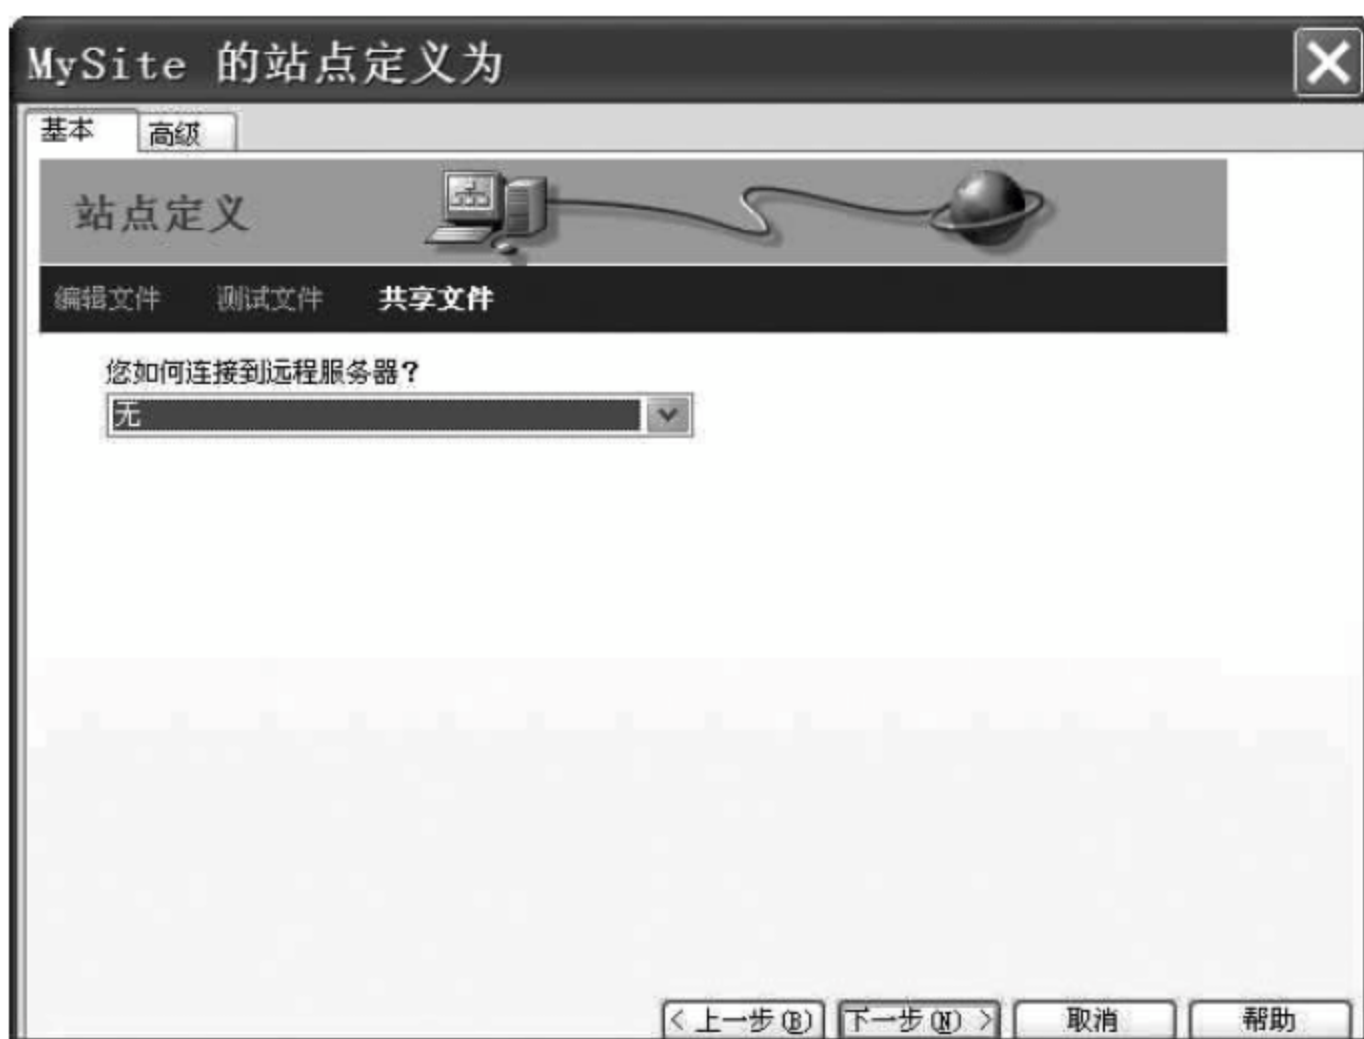 MySite 的站点定义为
基本 高级
站点定义
编辑文件 测试文件 共享文件
您如何连接到远程服务器?
无
< 上一步(B) 下一步(N) > 取消 帮助